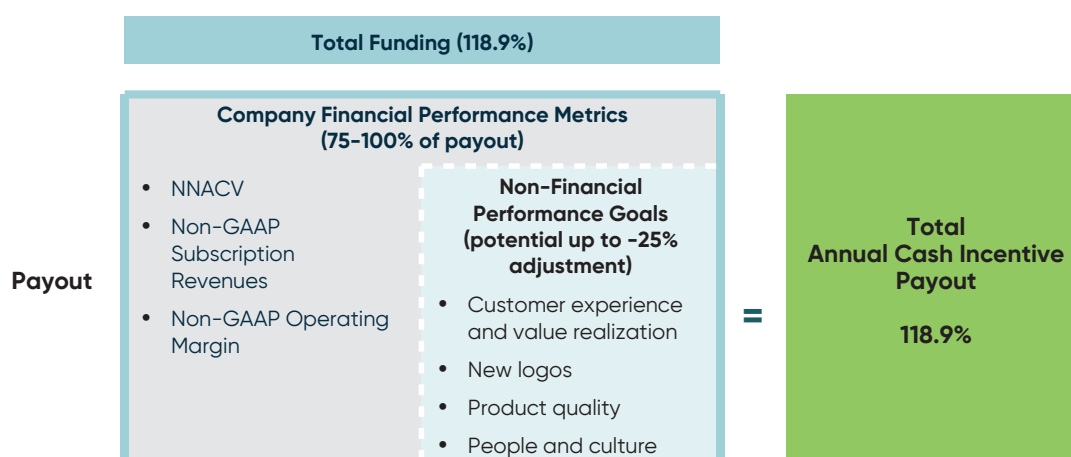 Total Funding (118.9%)
Company Financial Performance Metrics
(75-100% of payout)
Payout
• NNACV
• Non-GAAP
Subscription
Revenues
• Non-GAAP Operating
Margin
Non-Financial
Performance Goals
(potential up to -25%
adjustment)
• Customer experience
and value realization
• New logos
• Product quality
• People and culture
=
Total
Annual Cash Incentive
Payout
118.9%